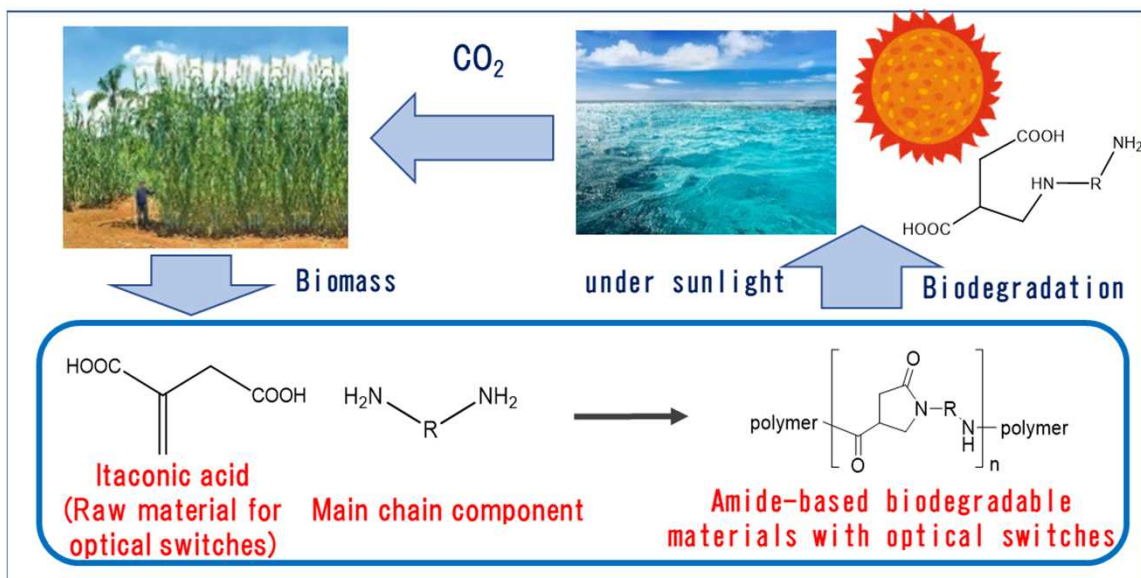 CO₂
COOH
NH₂
HN
R
HOOC
Biomass
under sunlight
Biodegradation
HOOC
COOH
H₂N
NH₂
R
O
N
R
N
H
polymer
polymer
O
n
Itaconic acid
(Raw material for
optical switches)
Main chain component
Amide-based biodegradable
materials with optical switches